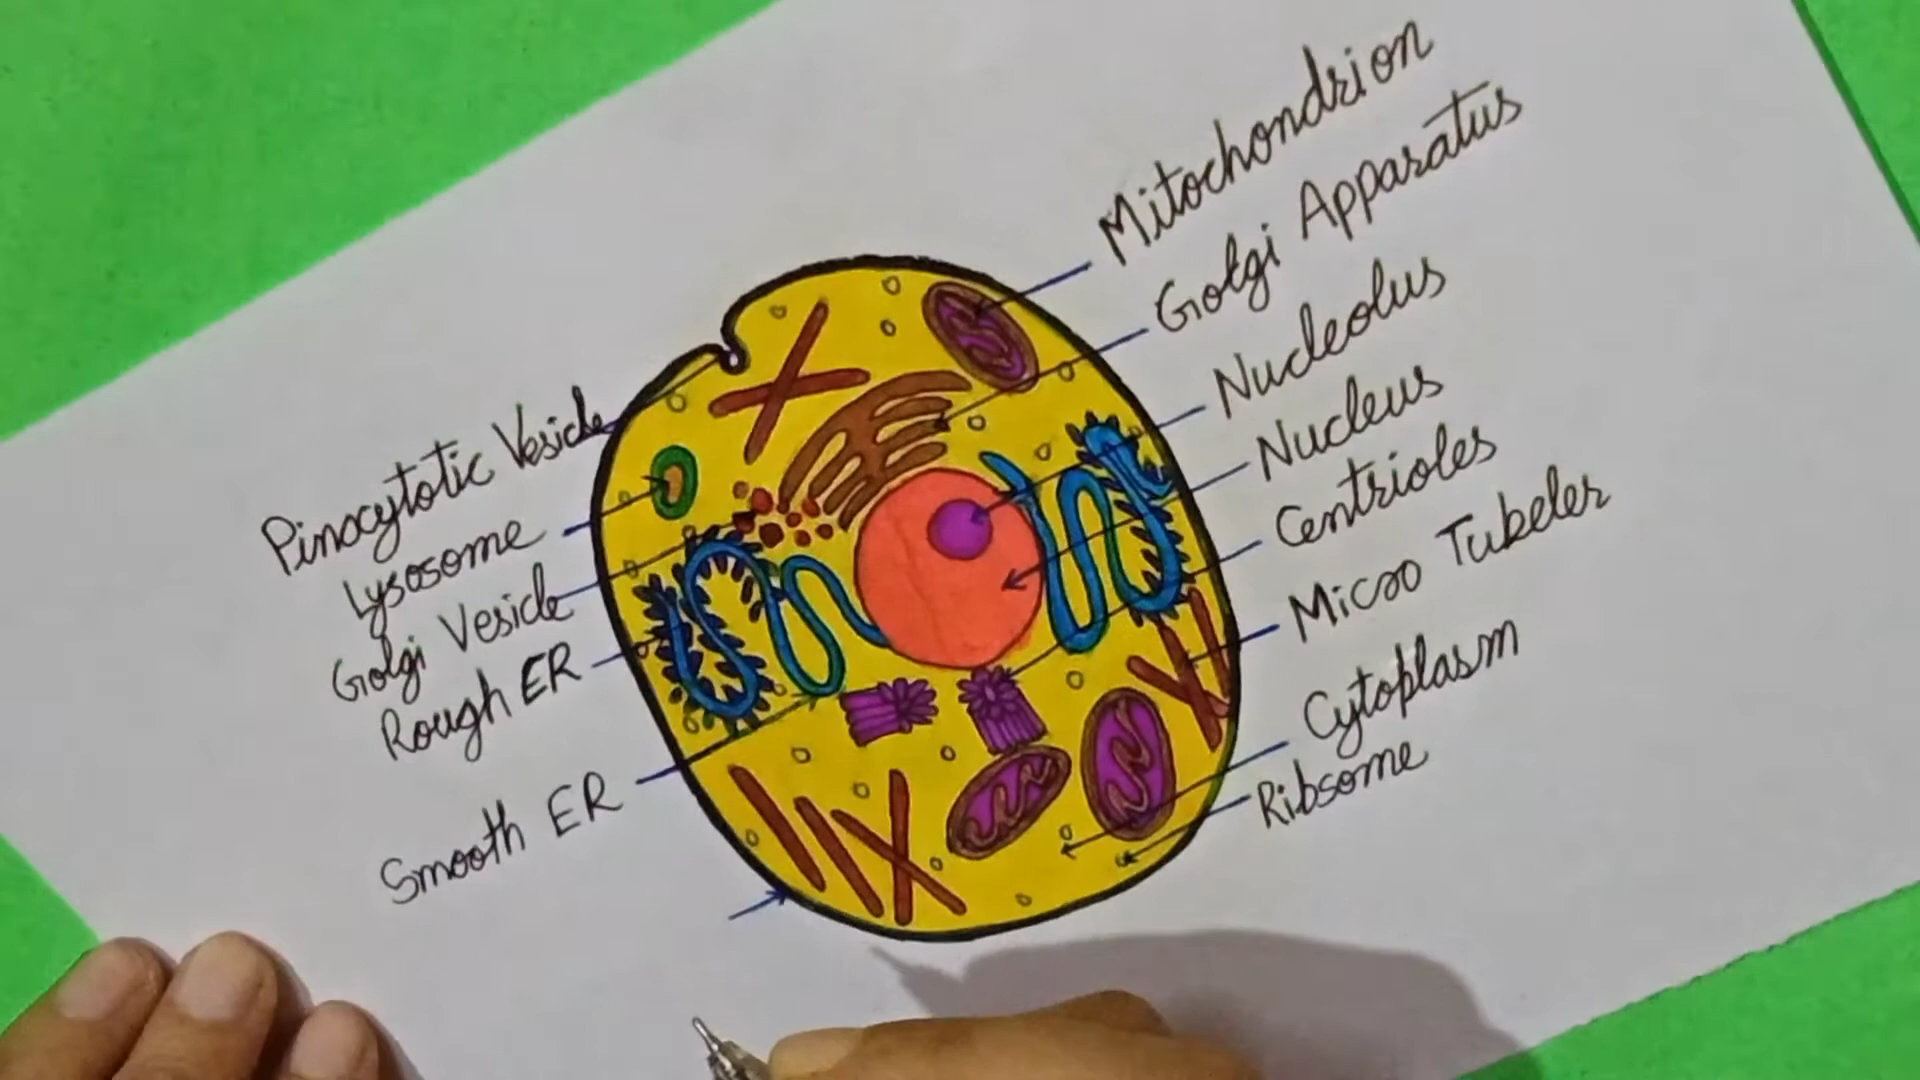 Mitochondrion
Golgi Apparatus
Nucleolus
Nucleus
Centrioles
Micro Tubeler
Cytoplasm
Ribsome
Pinocytotic Vesicle
Lysosome
Golgi Vesicle
Rough ER
Smooth ER